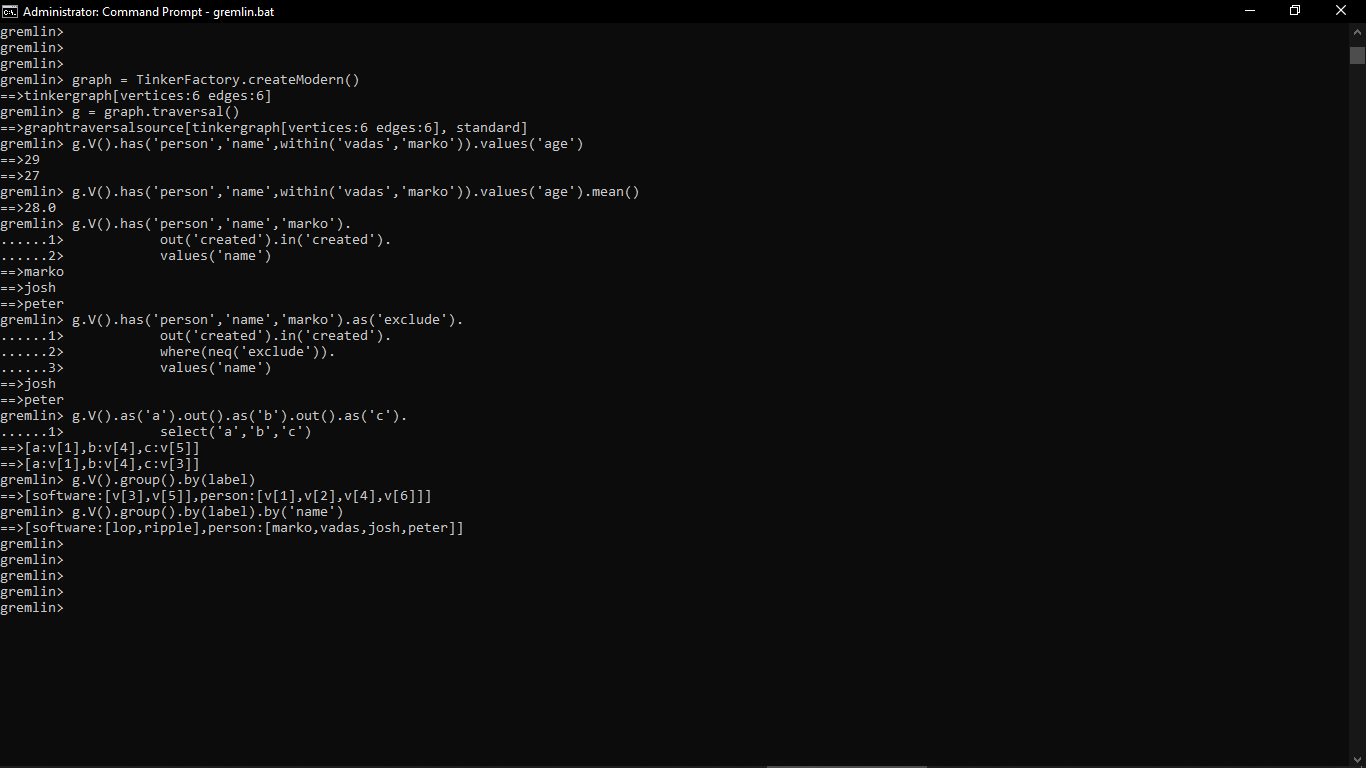 Administrator: Command Prompt - gremlin.bat
gremlin>
gremlin>
gremlin>
gremlin> graph = TinkerFactory.createModern()
==>tinkergraph[vertices:6 edges:6]
gremlin> g = graph.traversal()
==>graphtraversalsource[tinkergraph[vertices:6 edges:6], standard]
gremlin> g.V().has('person','name',within('vadas','marko')).values('age')
==>29
==>27
gremlin> g.V().has('person','name',within('vadas','marko')).values('age').mean()
==>28.0
gremlin> g.V().has('person','name','marko').
......1>            out('created').in('created').
......2>            values('name')
==>marko
==>josh
==>peter
gremlin> g.V().has('person','name','marko').as('exclude').
......1>            out('created').in('created').
......2>            where(neq('exclude')).
......3>            values('name')
==>josh
==>peter
gremlin> g.V().as('a').out().as('b').out().as('c').
......1>            select('a','b','c')
==>[a:v[1],b:v[4],c:v[5]]
==>[a:v[1],b:v[4],c:v[3]]
gremlin> g.V().group().by(label)
==>[software:[v[3],v[5]],person:[v[1],v[2],v[4],v[6]]]
gremlin> g.V().group().by(label).by('name')
==>[software:[lop,ripple],person:[marko,vadas,josh,peter]]
gremlin>
gremlin>
gremlin>
gremlin>
gremlin>